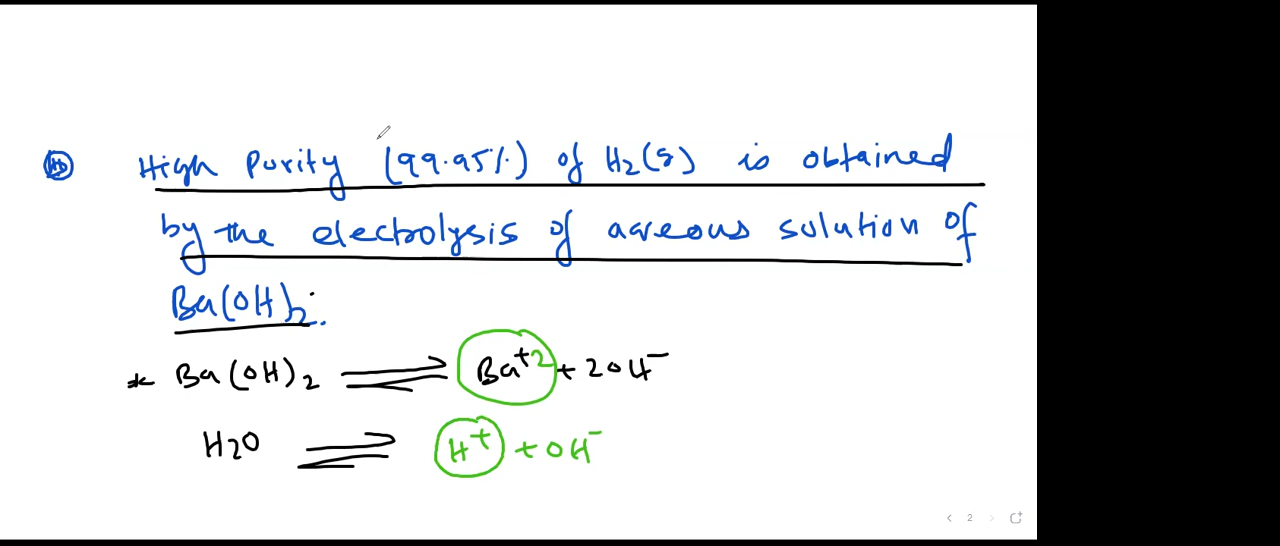 High Purity (99.95%) of H2(g) is obtained
by the electrolysis of aqueous solution of
Ba(OH)2.
* Ba(OH)2 ⇌ Ba+2 + 2OH-
H2O ⇌ H+ + OH-
2